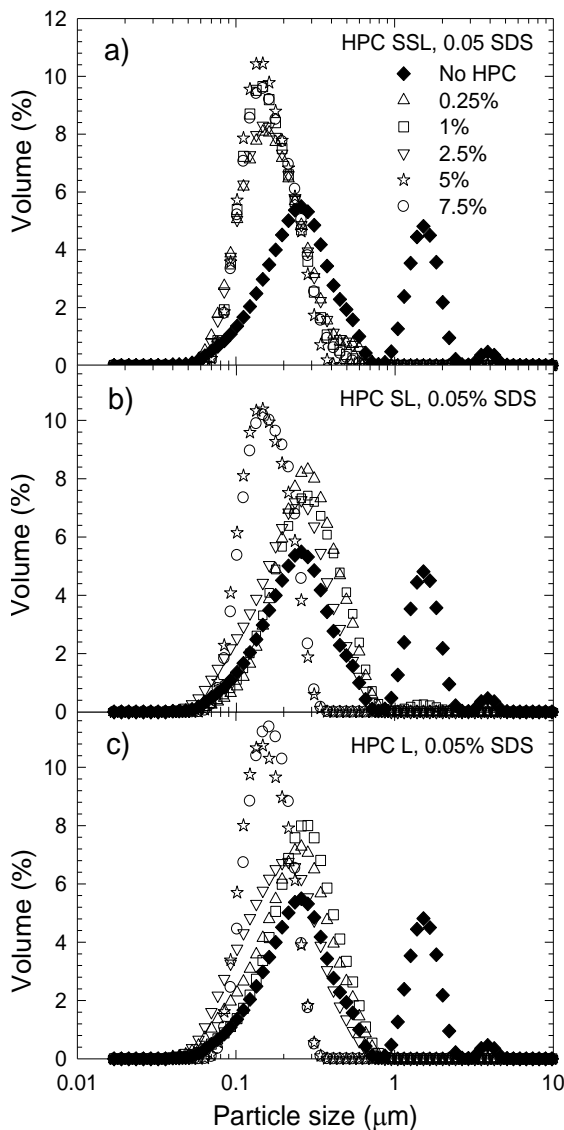 a)
HPC SSL, 0.05 SDS
No HPC
0.25%
1%
2.5%
5%
7.5%
12
10
8
6
4
2
0
Volume (%)
b)
HPC SL, 0.05% SDS
10
8
6
4
2
0
Volume (%)
c)
HPC L, 0.05% SDS
10
8
6
4
2
0
Volume (%)
0.01
0.1
1
10
Particle size (μm)